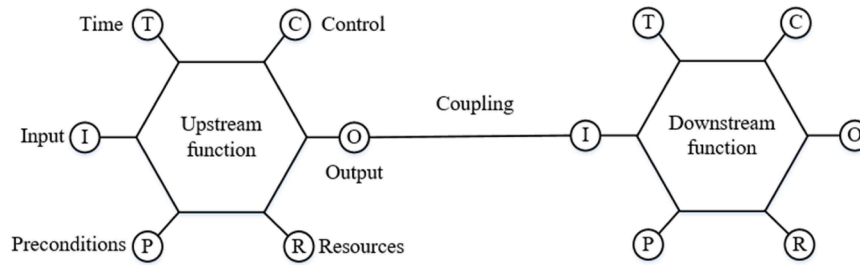 Time T C Control T C
Coupling
Input I Upstream function O I Downstream function O
Output
Preconditions P R Resources P R